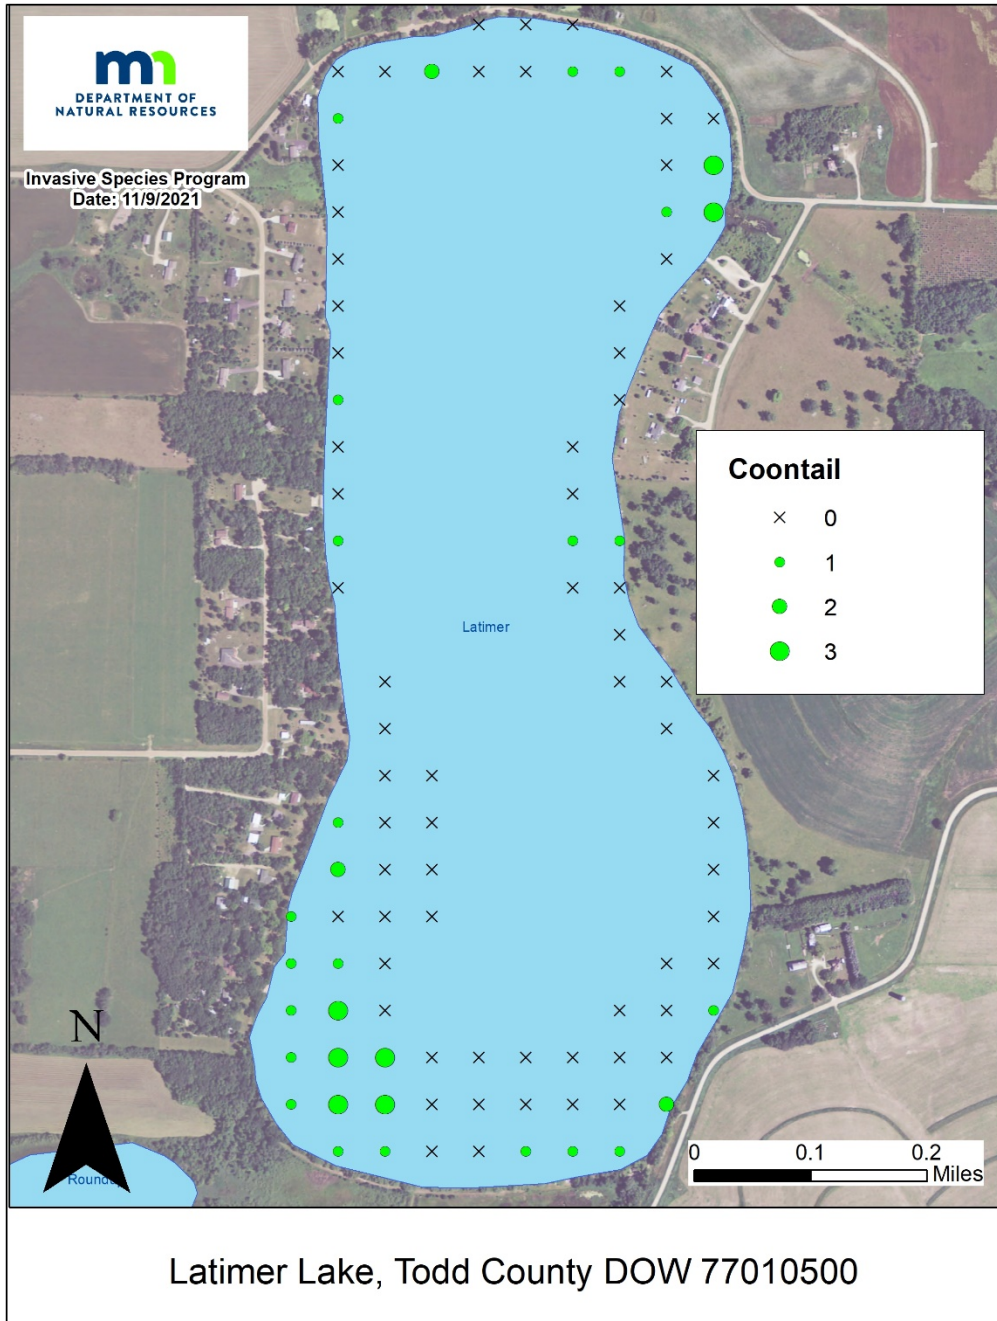 mn
DEPARTMENT OF
NATURAL RESOURCES
Invasive Species Program
Date: 11/9/2021
Latimer
Coontail
0
1
2
3
N
0 0.1 0.2
Miles
Latimer Lake, Todd County DOW 77010500